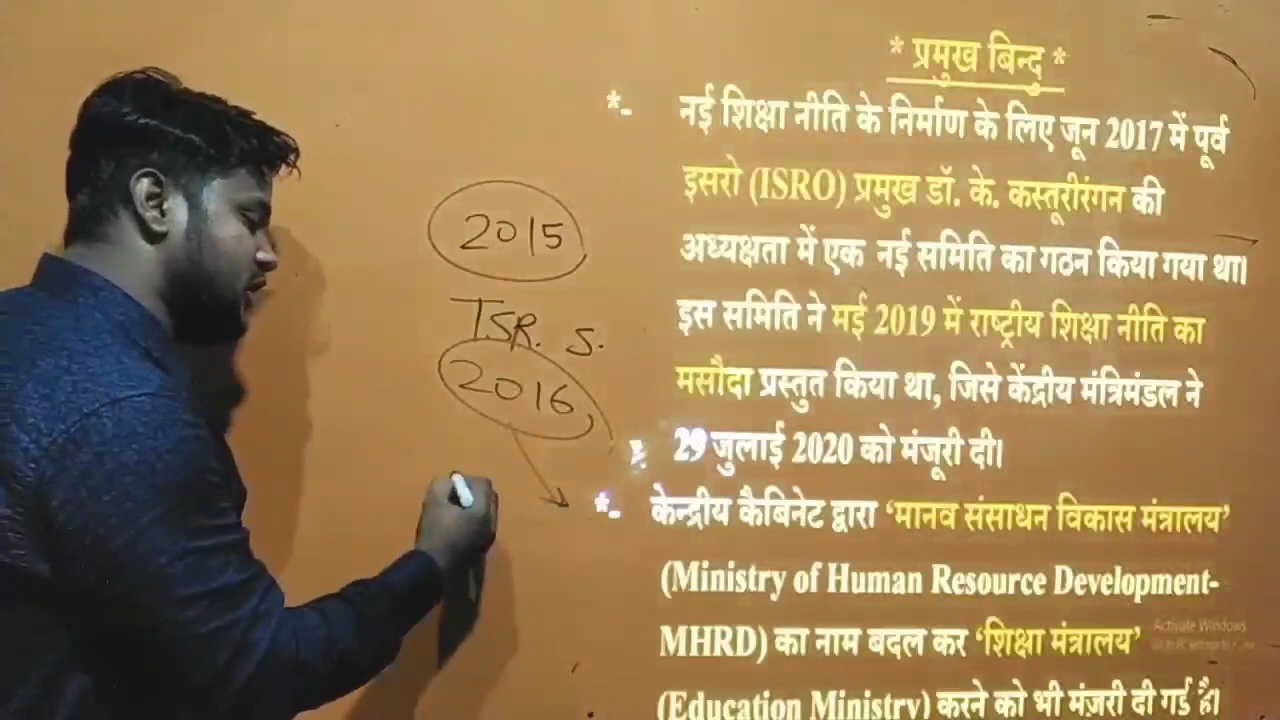 * प्रमुख बिन्दु *
*- नई शिक्षा नीति के निर्माण के लिए जून 2017 में पूर्व
इसरो (ISRO) प्रमुख डॉ. के. कस्तूरीरंगन की
अध्यक्षता में एक नई समिति का गठन किया गया था।
इस समिति ने मई 2019 में राष्ट्रीय शिक्षा नीति का
मसौदा प्रस्तुत किया था, जिसे केंद्रीय मंत्रिमंडल ने
29 जुलाई 2020 को मंजूरी दी।
*- केन्द्रीय कैबिनेट द्वारा ‘मानव संसाधन विकास मंत्रालय’
(Ministry of Human Resource Development-
MHRD) का नाम बदल कर ‘शिक्षा मंत्रालय’
(Education Ministry) करने को भी मंज़ूरी दी गई है।
2015
TSR. S.
2016
Activate Windows